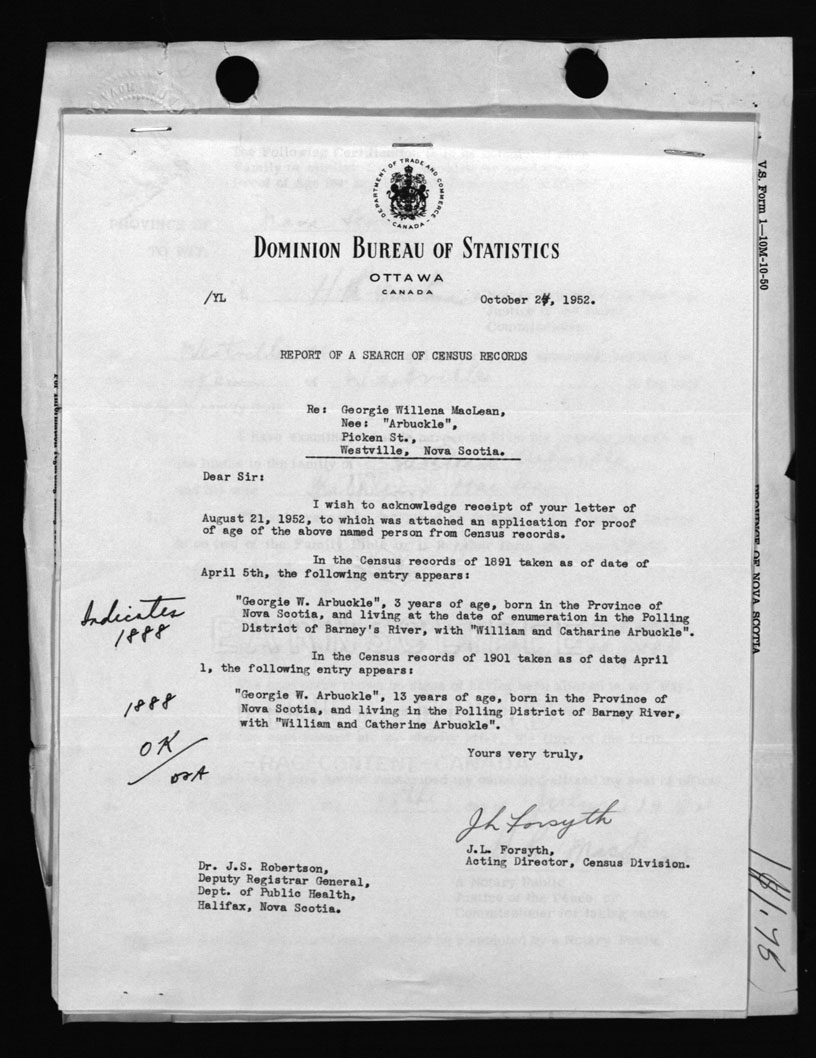 DEPARTMENT OF TRADE AND COMMERCE
CANADA
DOMINION BUREAU OF STATISTICS
OTTAWA
CANADA
/YL
October 24, 1952.
REPORT OF A SEARCH OF CENSUS RECORDS
Re: Georgie Willena MacLean,
Nee: "Arbuckle",
Picken St.,
Westville, Nova Scotia.
Dear Sir:
I wish to acknowledge receipt of your letter of
August 21, 1952, to which was attached an application for proof
of age of the above named person from Census records.
In the Census records of 1891 taken as of date of
April 5th, the following entry appears:
"Georgie W. Arbuckle", 3 years of age, born in the Province of
Nova Scotia, and living at the date of enumeration in the Polling
District of Barney's River, with "William and Catharine Arbuckle".
Indicates
1888
In the Census records of 1901 taken as of date April
1, the following entry appears:
"Georgie W. Arbuckle", 13 years of age, born in the Province of
Nova Scotia, and living in the Polling District of Barney River,
with "William and Catherine Arbuckle".
1888
OK
Yours very truly,
J L Forsyth
J.L. Forsyth,
Acting Director, Census Division.
Dr. J.S. Robertson,
Deputy Registrar General,
Dept. of Public Health,
Halifax, Nova Scotia.
V.S. Form 1—10M-10-50
PROVINCE OF NOVA SCOTIA